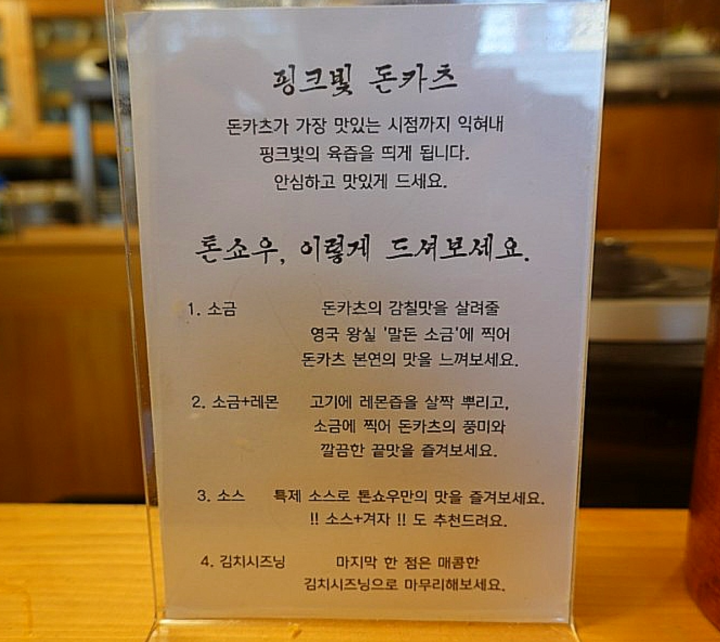 핑크빛 돈카츠
돈카츠가 가장 맛있는 시점까지 익혀내
핑크빛의 육즙을 띄게 됩니다.
안심하고 맛있게 드세요.
톤쇼우, 이렇게 드셔보세요.
1. 소금 돈카츠의 감칠맛을 살려줄
영국 왕실 '말돈 소금'에 찍어
돈카츠 본연의 맛을 느껴보세요.
2. 소금+레몬 고기에 레몬즙을 살짝 뿌리고,
소금에 찍어 돈카츠의 풍미와
깔끔한 끝맛을 즐겨보세요.
3. 소스 특제 소스로 톤쇼우만의 맛을 즐겨보세요.
!! 소스+겨자 !! 도 추천드려요.
4. 김치시즈닝 마지막 한 점은 매콤한
김치시즈닝으로 마무리해보세요.